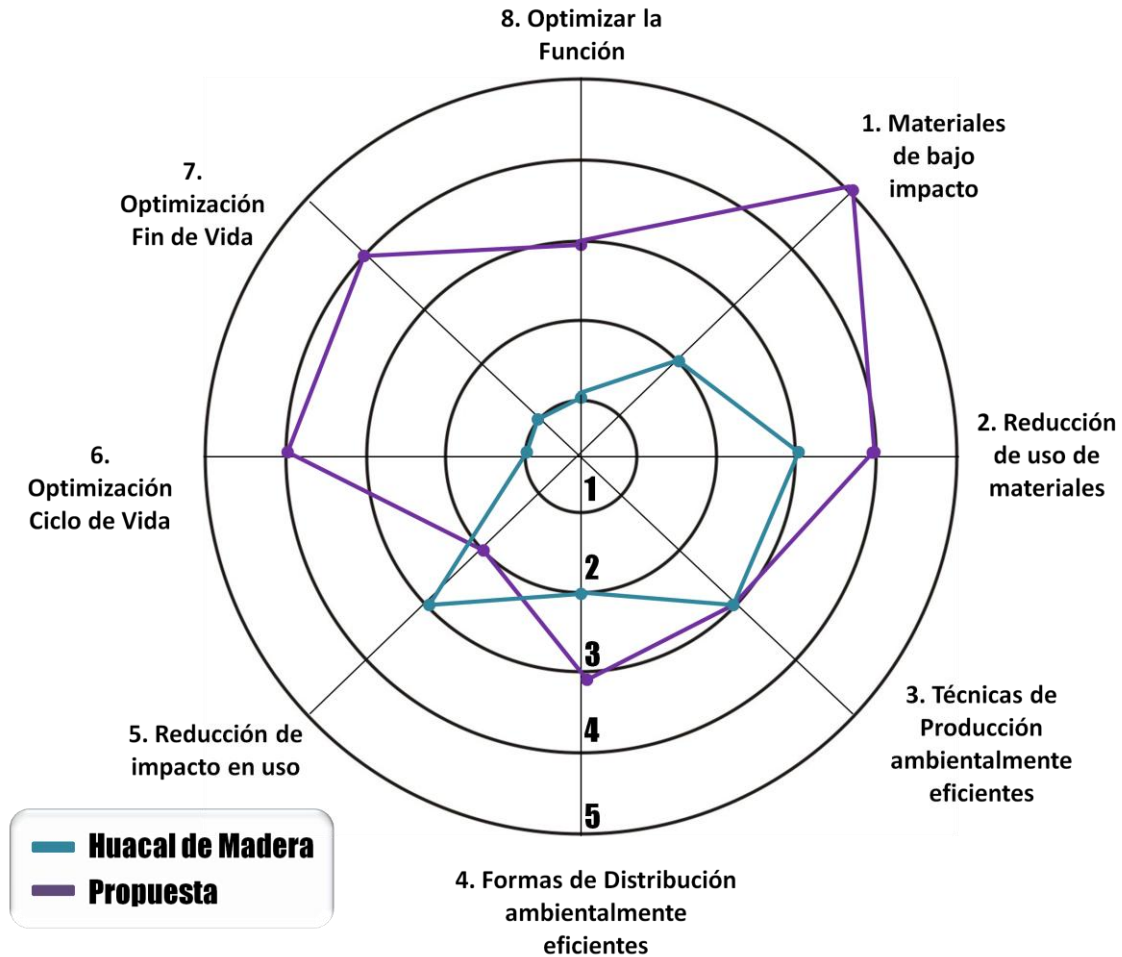 8. Optimizar la
Función
1. Materiales
de bajo
impacto
7.
Optimización
Fin de Vida
2. Reducción
de uso de
materiales
6.
Optimización
Ciclo de Vida
1
2
3
4
5
3. Técnicas de
Producción
ambientalmente
eficientes
5. Reducción de
impacto en uso
4. Formas de Distribución
ambientalmente
eficientes
Huacal de Madera
Propuesta